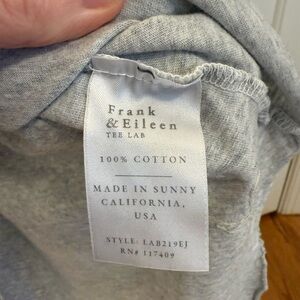 Frank
& Eileen
TEE LAB
100% COTTON
MADE IN SUNNY
CALIFORNIA,
USA
STYLE: LAB219EJ
RN# 117409